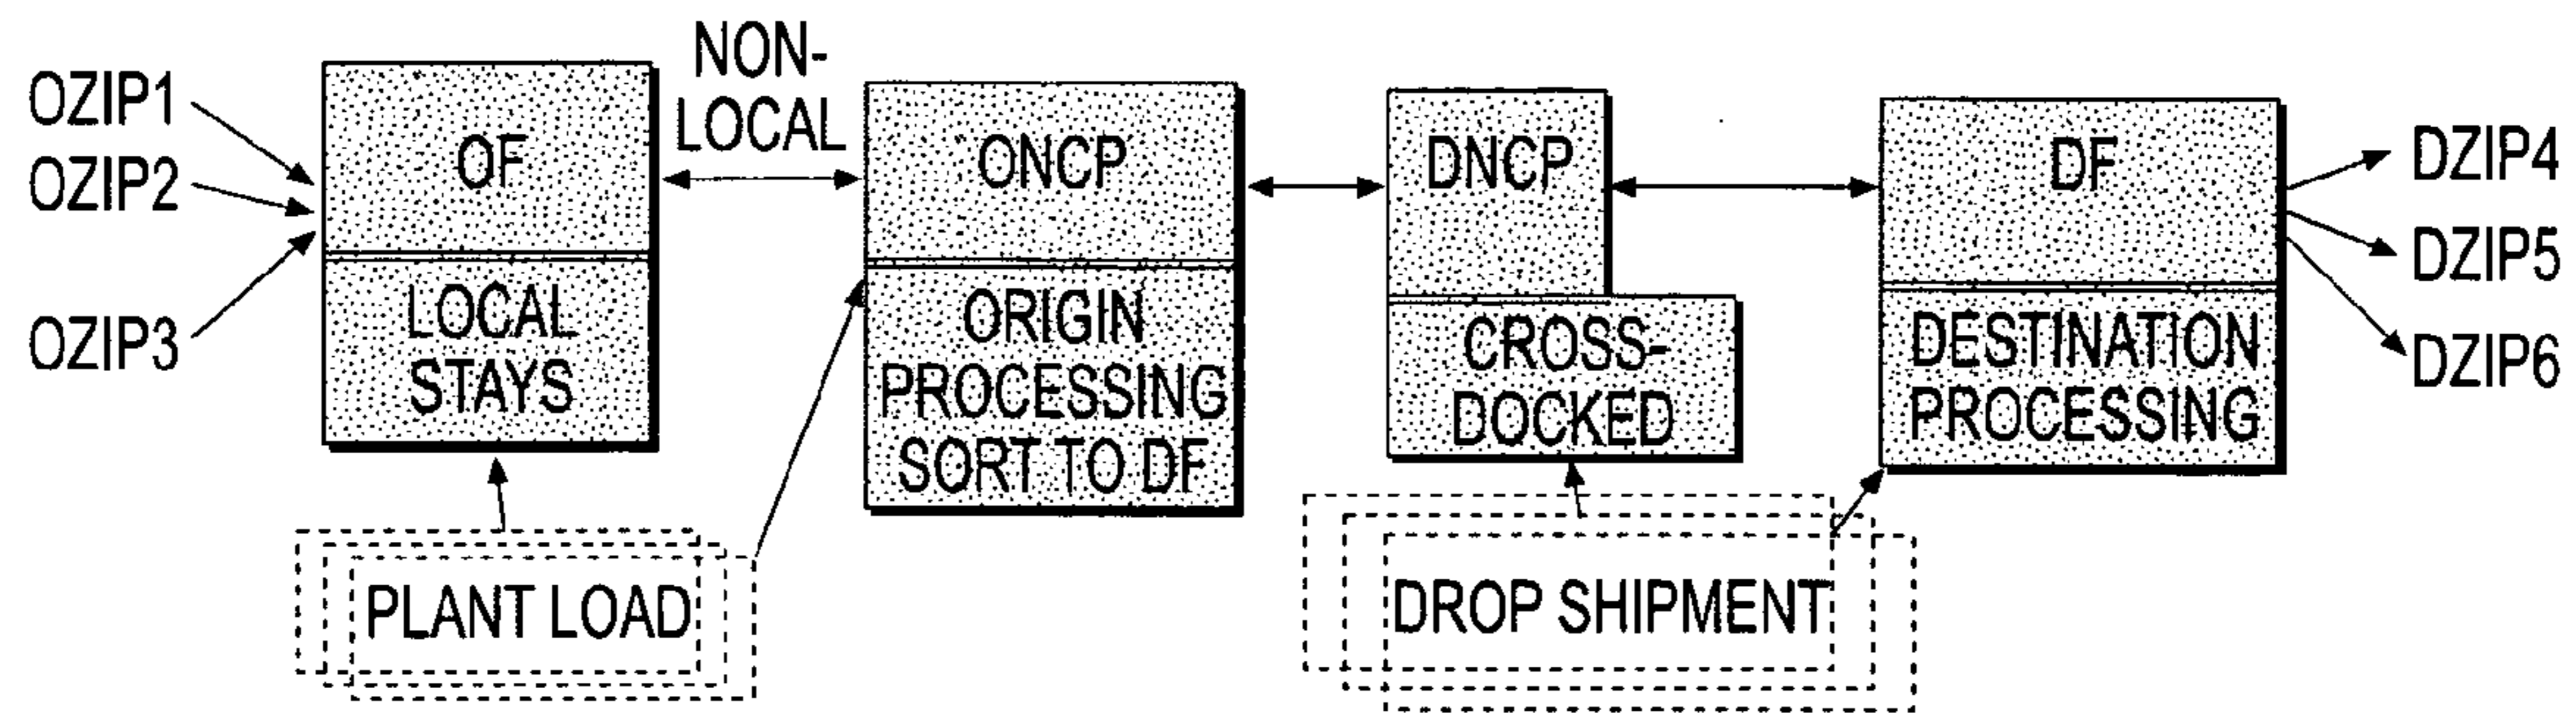 OZIP1
OZIP2
OZIP3
OF
LOCAL
STAYS
NON-
LOCAL
ONCP
ORIGIN
PROCESSING
SORT TO DF
DNCP
CROSS-
DOCKED
DF
DESTINATION
PROCESSING
DZIP4
DZIP5
DZIP6
PLANT LOAD
DROP SHIPMENT